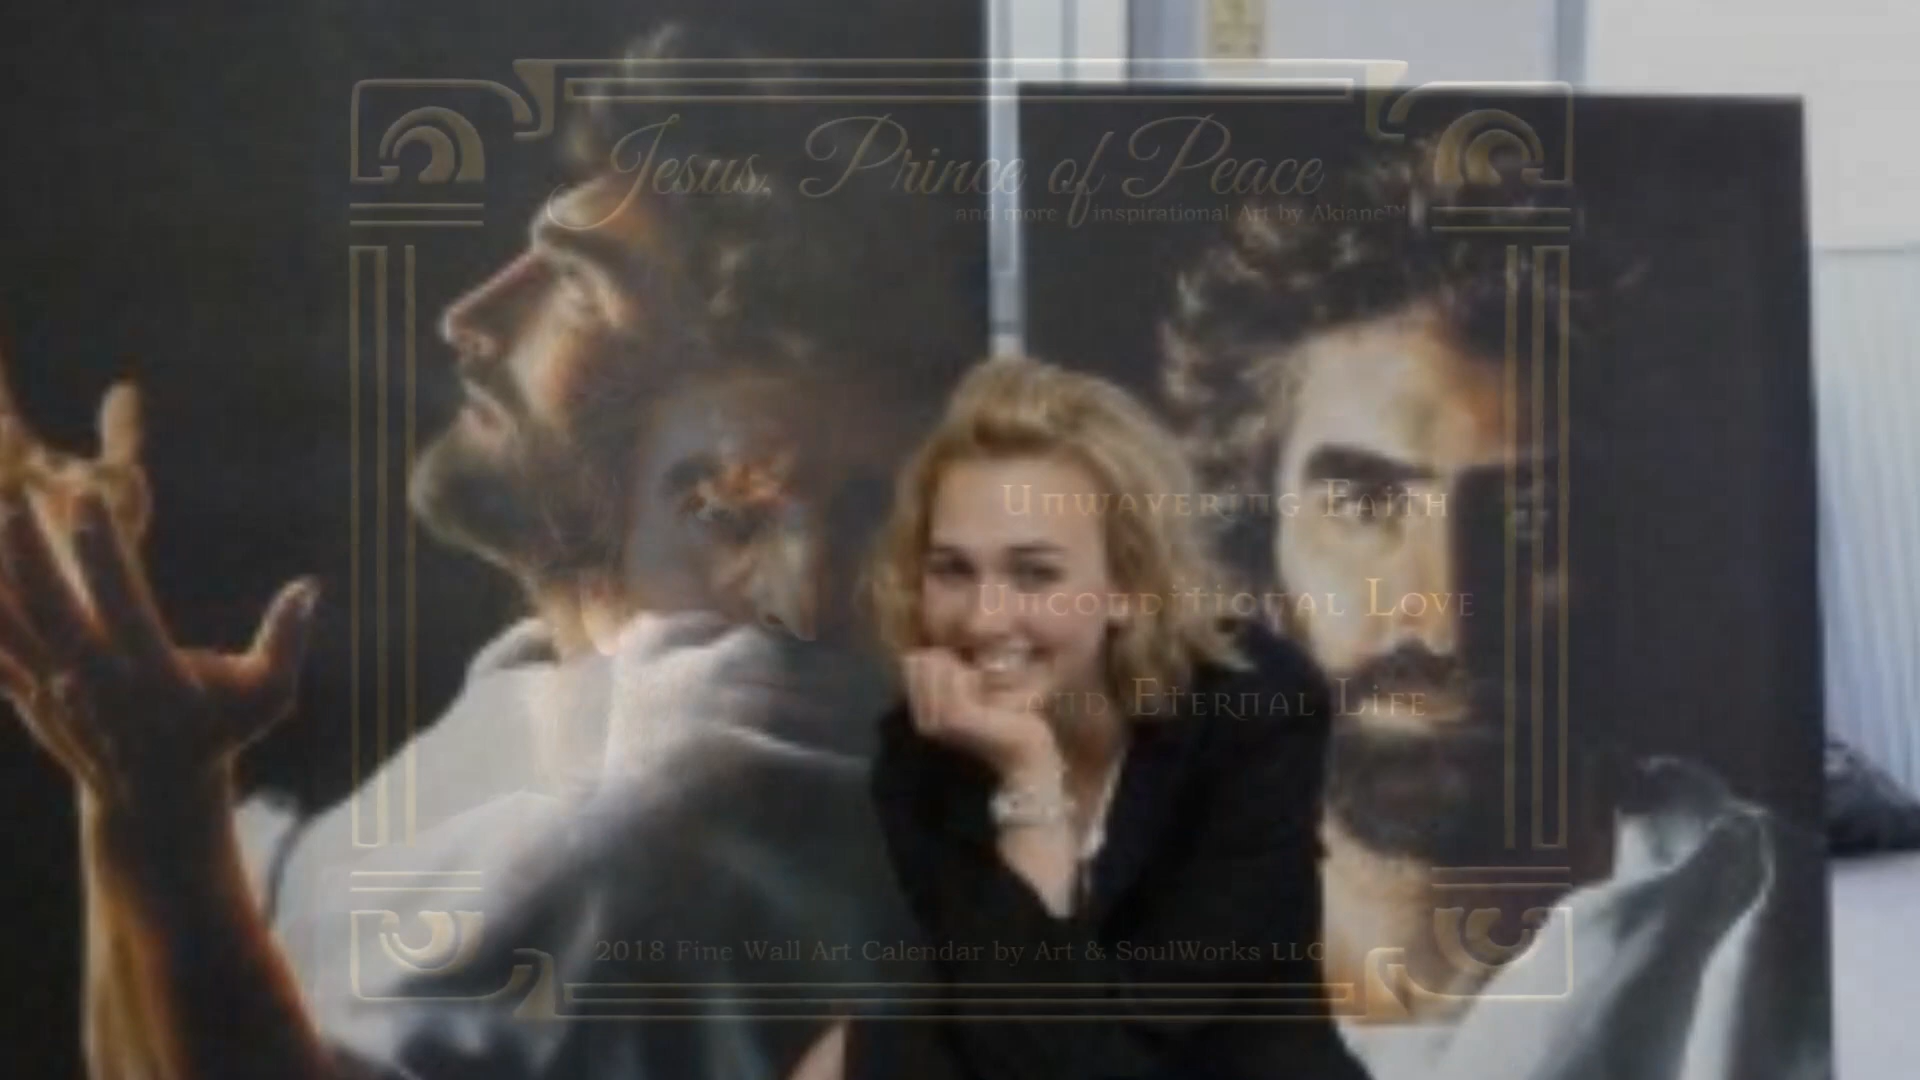 Jesus, Prince of Peace
and more inspirational Art by Akiane™
Unwavering Faith
Unconditional Love
and Eternal Life
2018 Fine Wall Art Calendar by Art & SoulWorks LLC